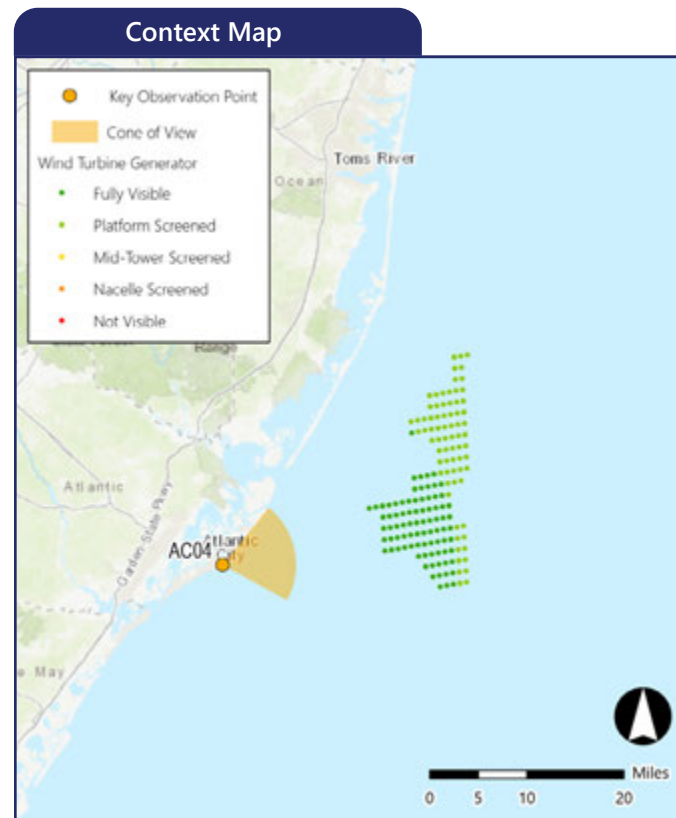 Context Map
Key Observation Point
Cone of View
Wind Turbine Generator
Fully Visible
Platform Screened
Mid-Tower Screened
Nacelle Screened
Not Visible
Toms River
Ocean
Range
Atlantic
Garden State Pkwy
AC04
Atlantic
City
e May
Miles
0 5 10 20